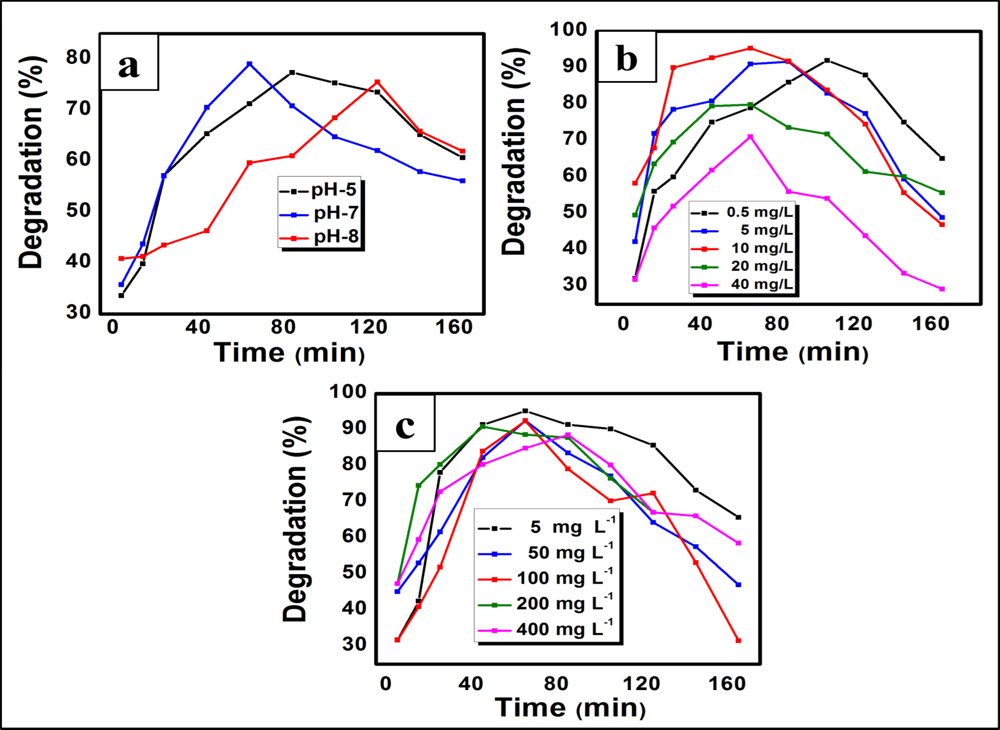 a
Degradation (%)
80
70
60
50
40
30
pH-5
pH-7
pH-8
0 40 80 120 160
Time (min)
b
Degradation (%)
100
90
80
70
60
50
40
30
0.5 mg/L
5 mg/L
10 mg/L
20 mg/L
40 mg/L
0 40 80 120 160
Time (min)
c
Degradation (%)
100
90
80
70
60
50
40
30
5 mg L⁻¹
50 mg L⁻¹
100 mg L⁻¹
200 mg L⁻¹
400 mg L⁻¹
0 40 80 120 160
Time (min)